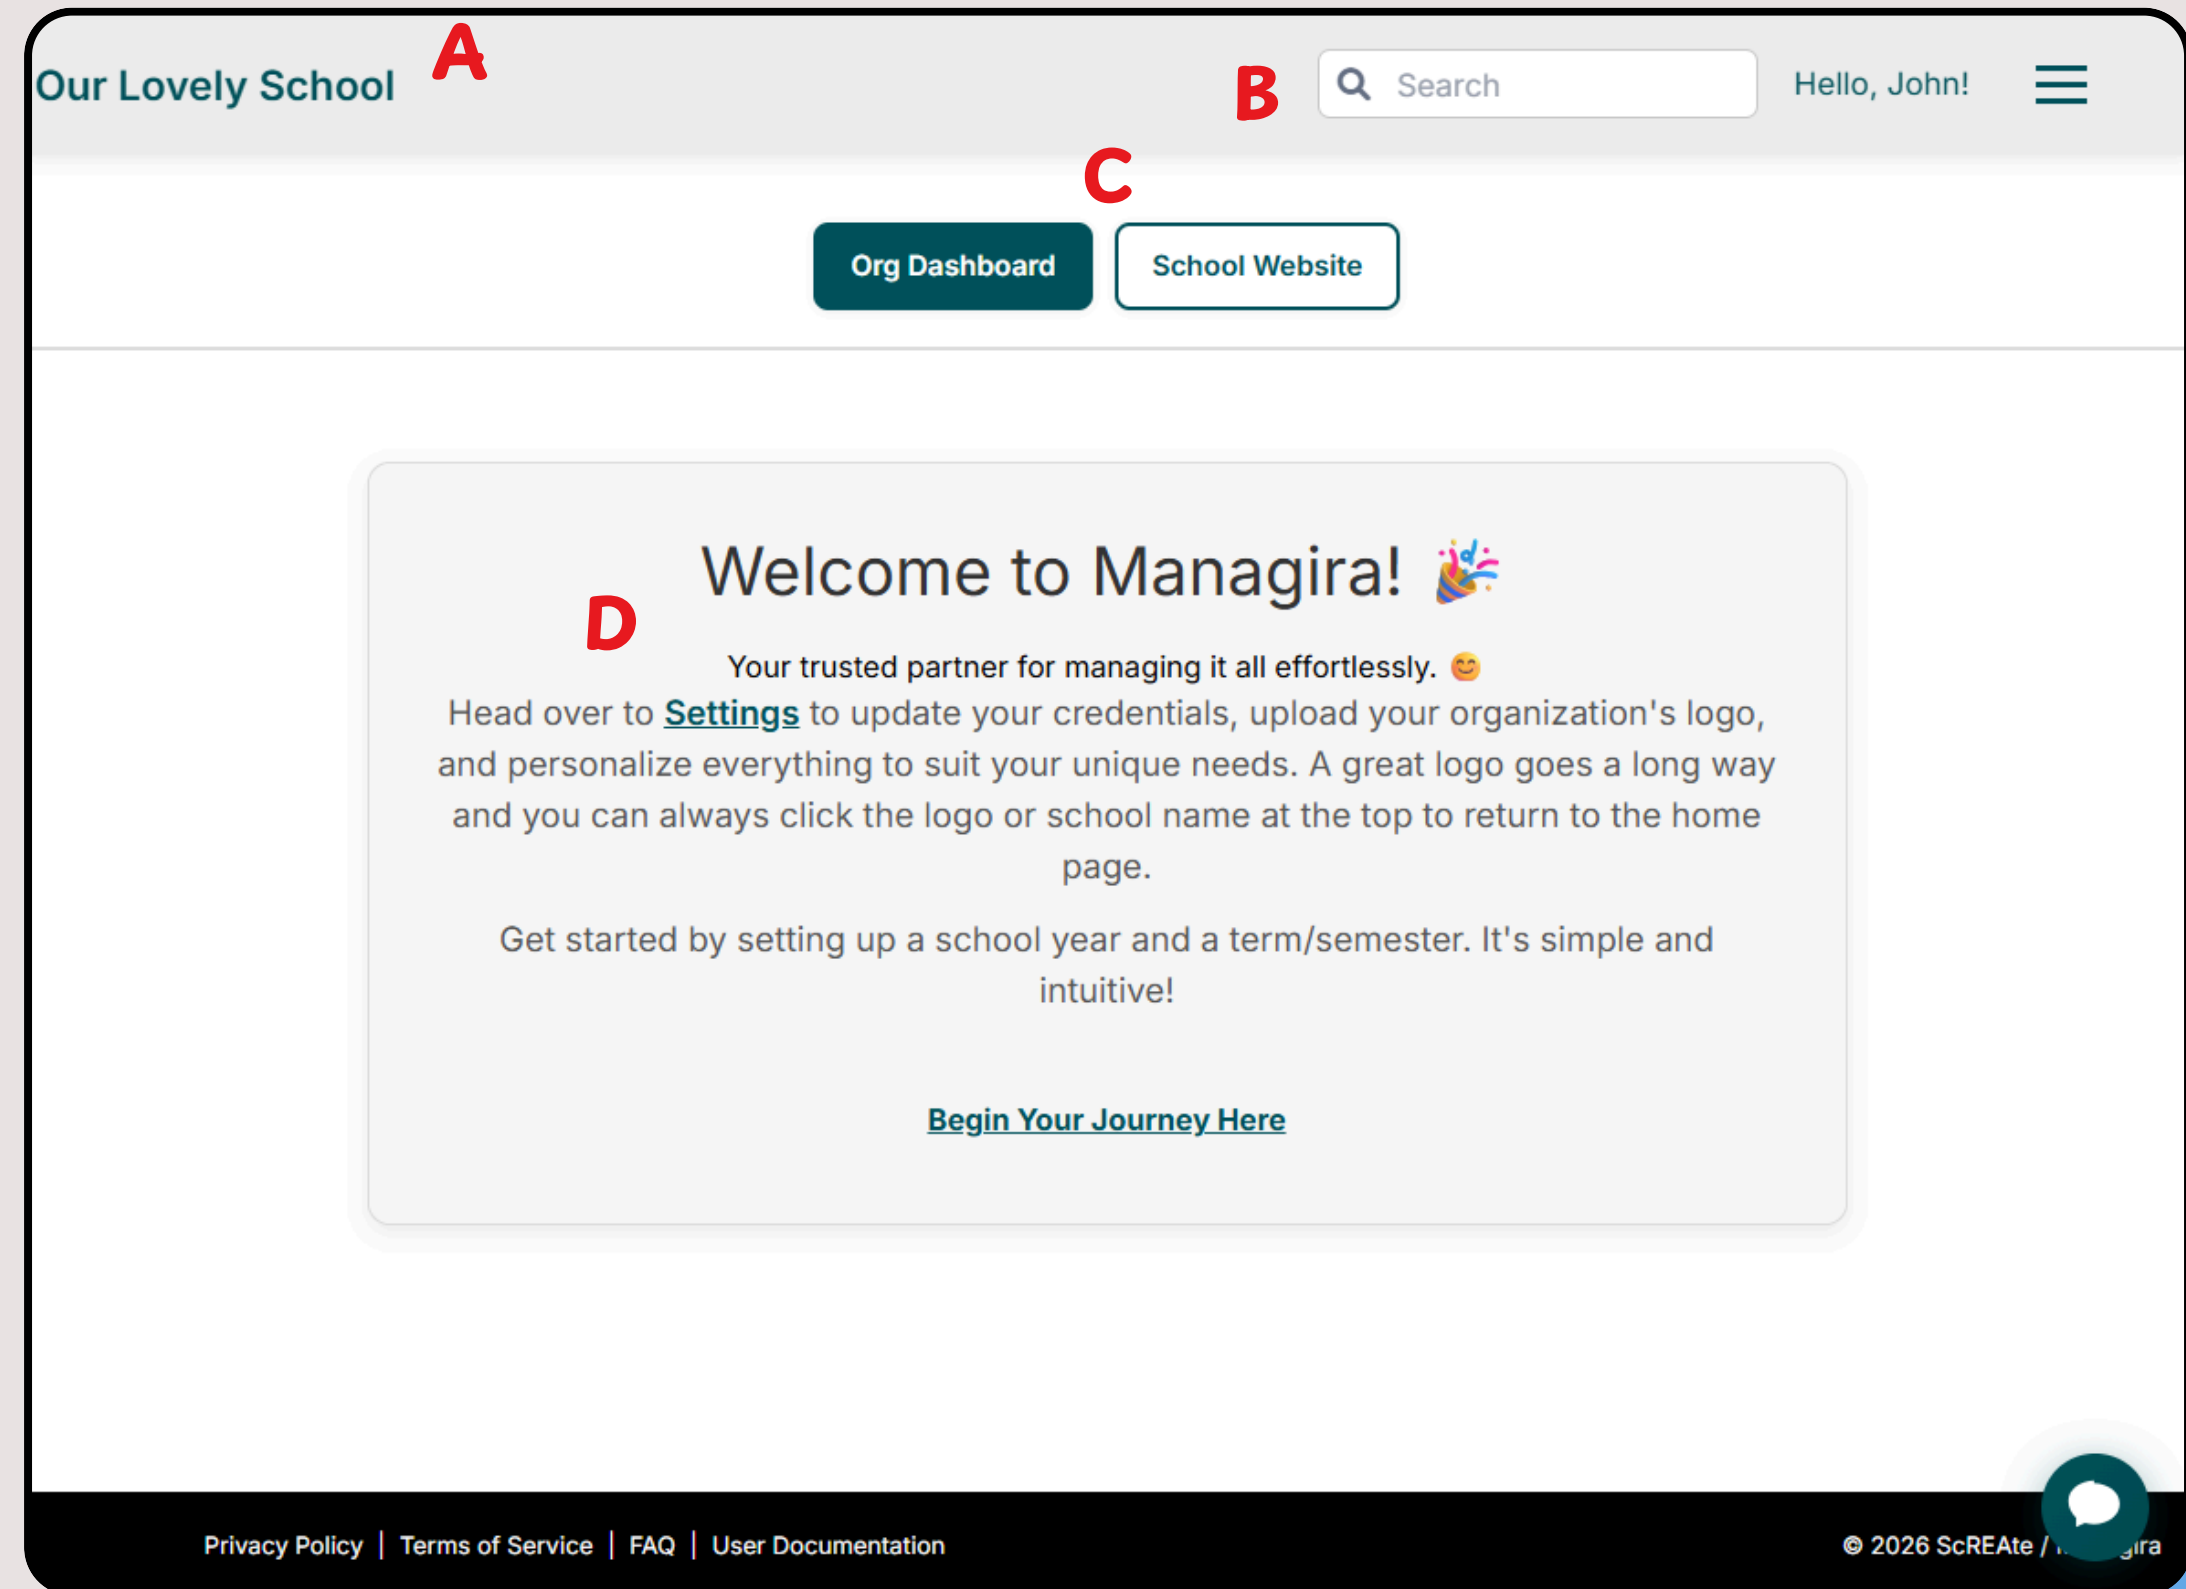 A
Our Lovely School
B
Search
Hello, John!
C
Org Dashboard
School Website
Welcome to Managira! 🎉
D
Your trusted partner for managing it all effortlessly. 😊
Head over to Settings to update your credentials, upload your organization's logo,
and personalize everything to suit your unique needs. A great logo goes a long way
and you can always click the logo or school name at the top to return to the home
page.
Get started by setting up a school year and a term/semester. It's simple and
intuitive!
Begin Your Journey Here
Privacy Policy | Terms of Service | FAQ | User Documentation
© 2026 ScREAte /